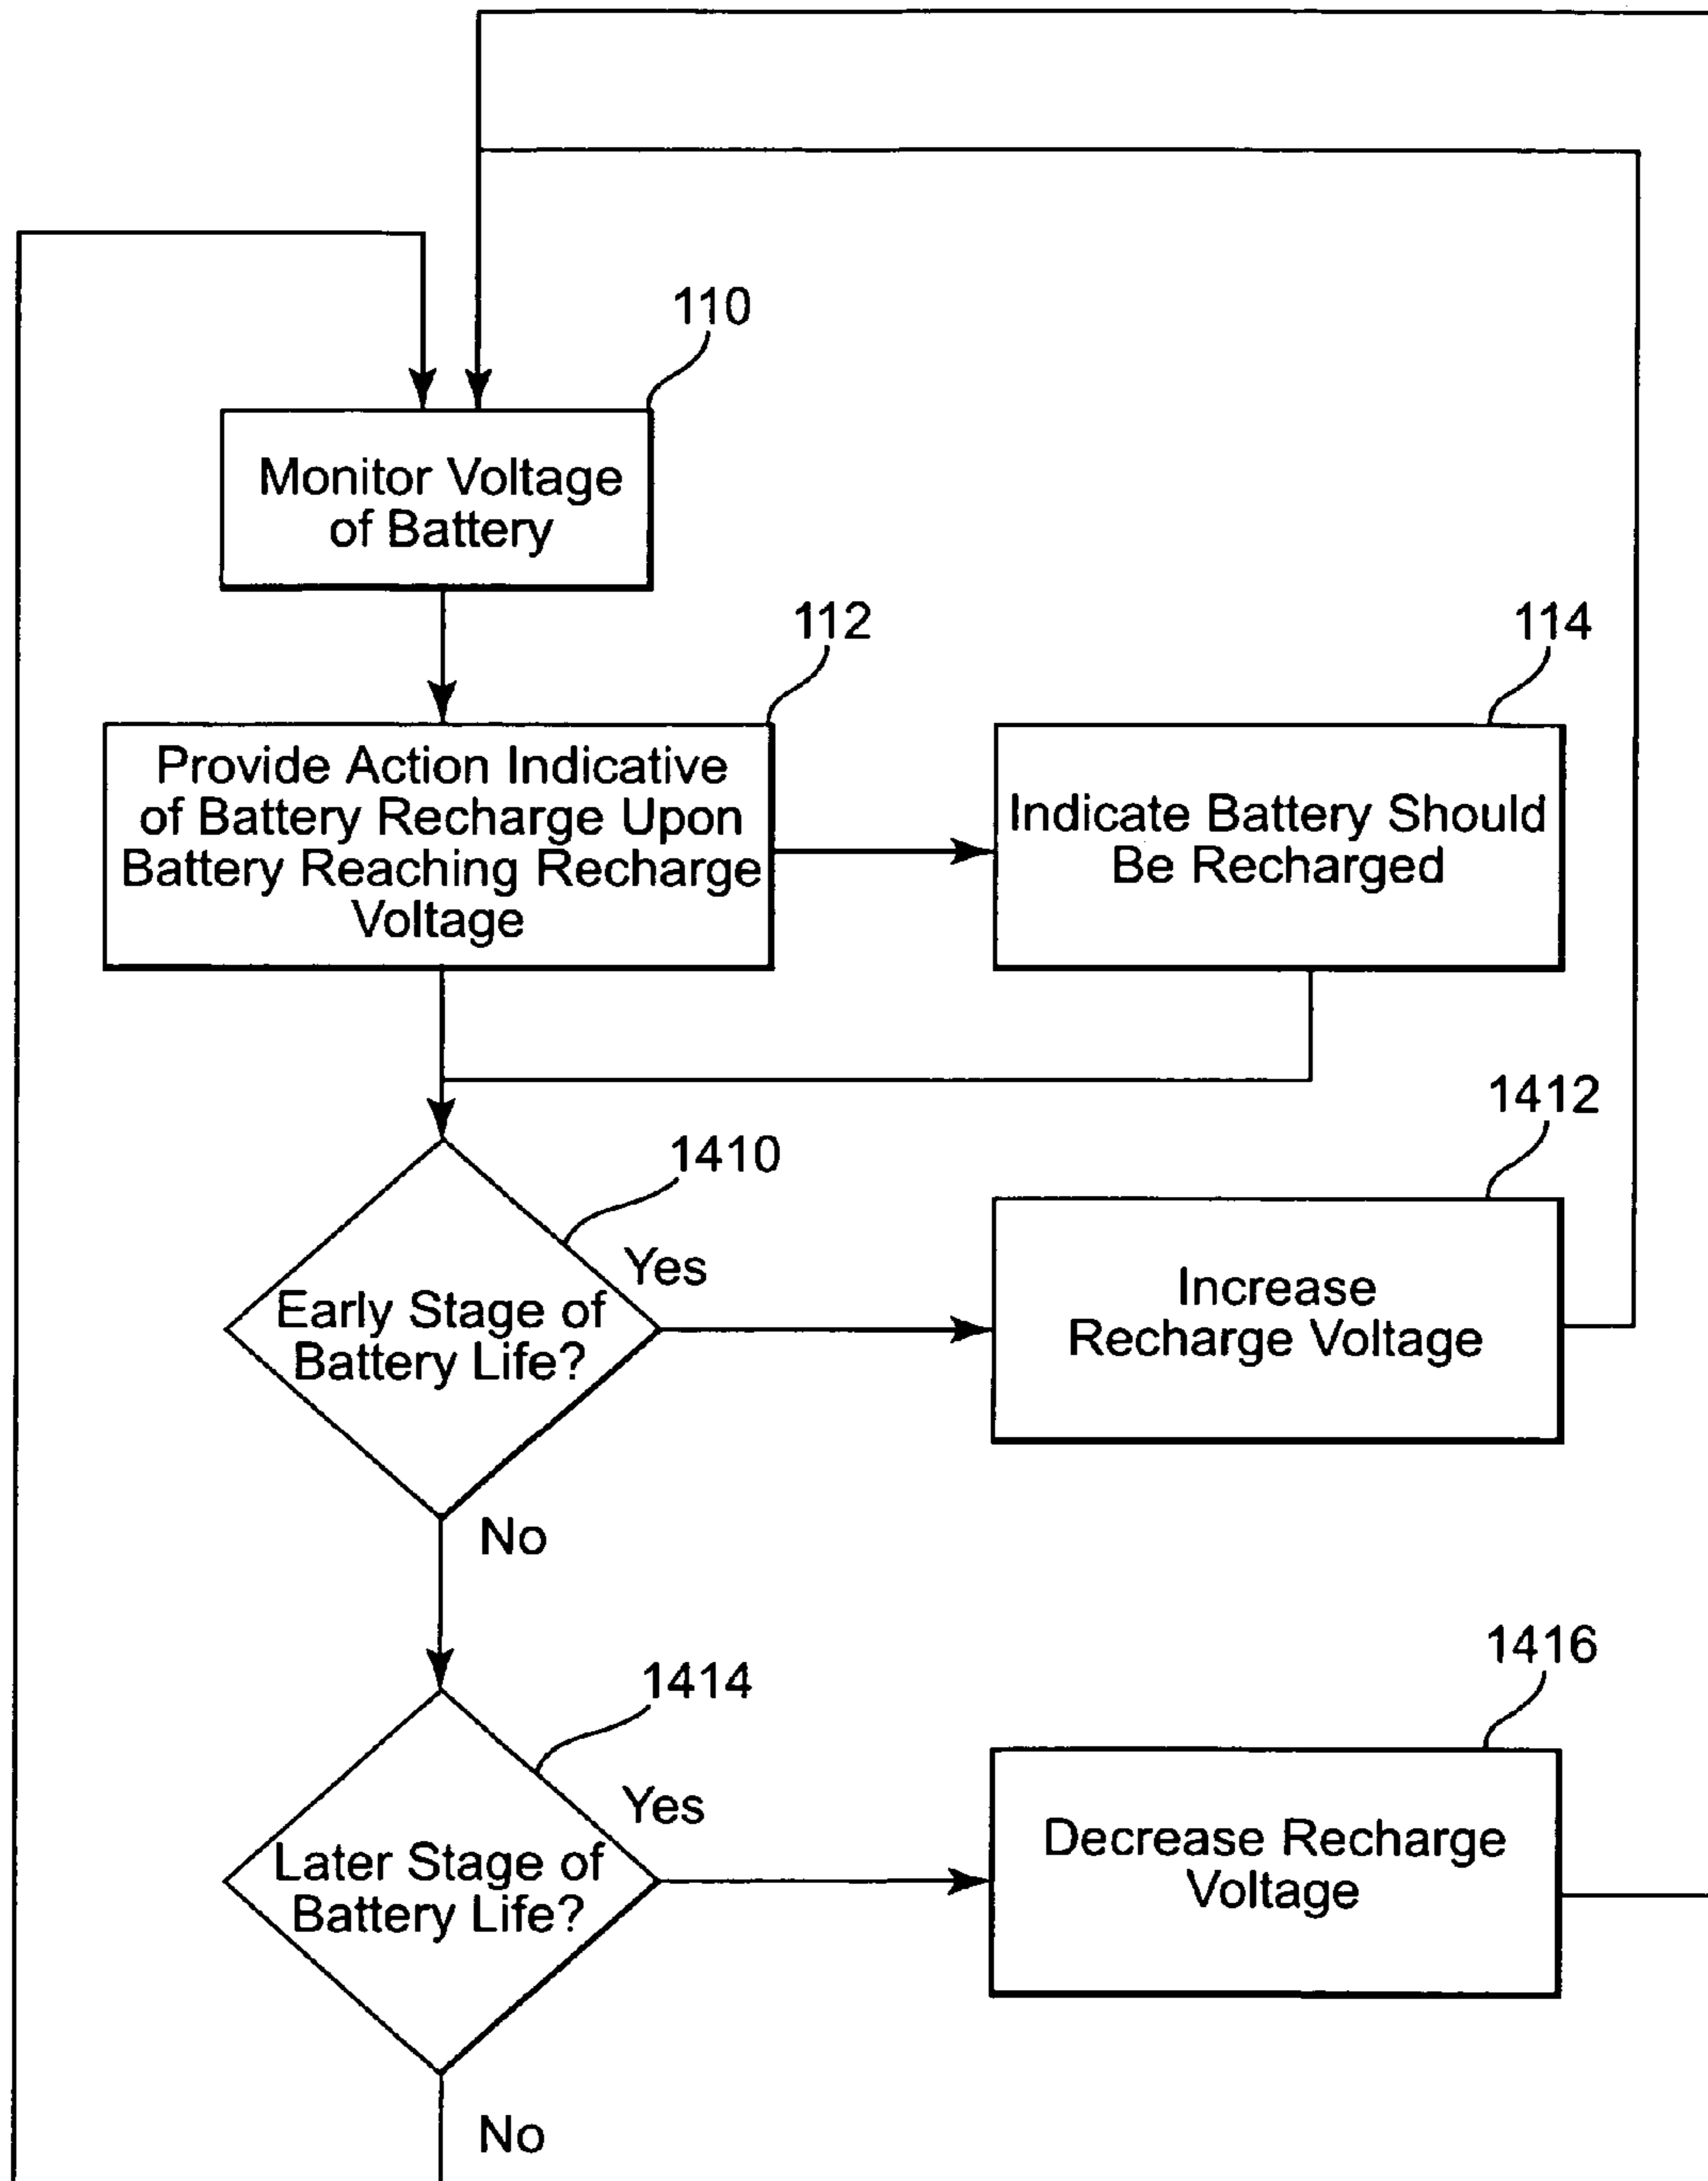 110
Monitor Voltage
of Battery
112
Provide Action Indicative
of Battery Recharge Upon
Battery Reaching Recharge
Voltage
114
Indicate Battery Should
Be Recharged
1410
Early Stage of
Battery Life?
Yes
1412
Increase
Recharge Voltage
No
1414
Later Stage of
Battery Life?
Yes
1416
Decrease Recharge
Voltage
No